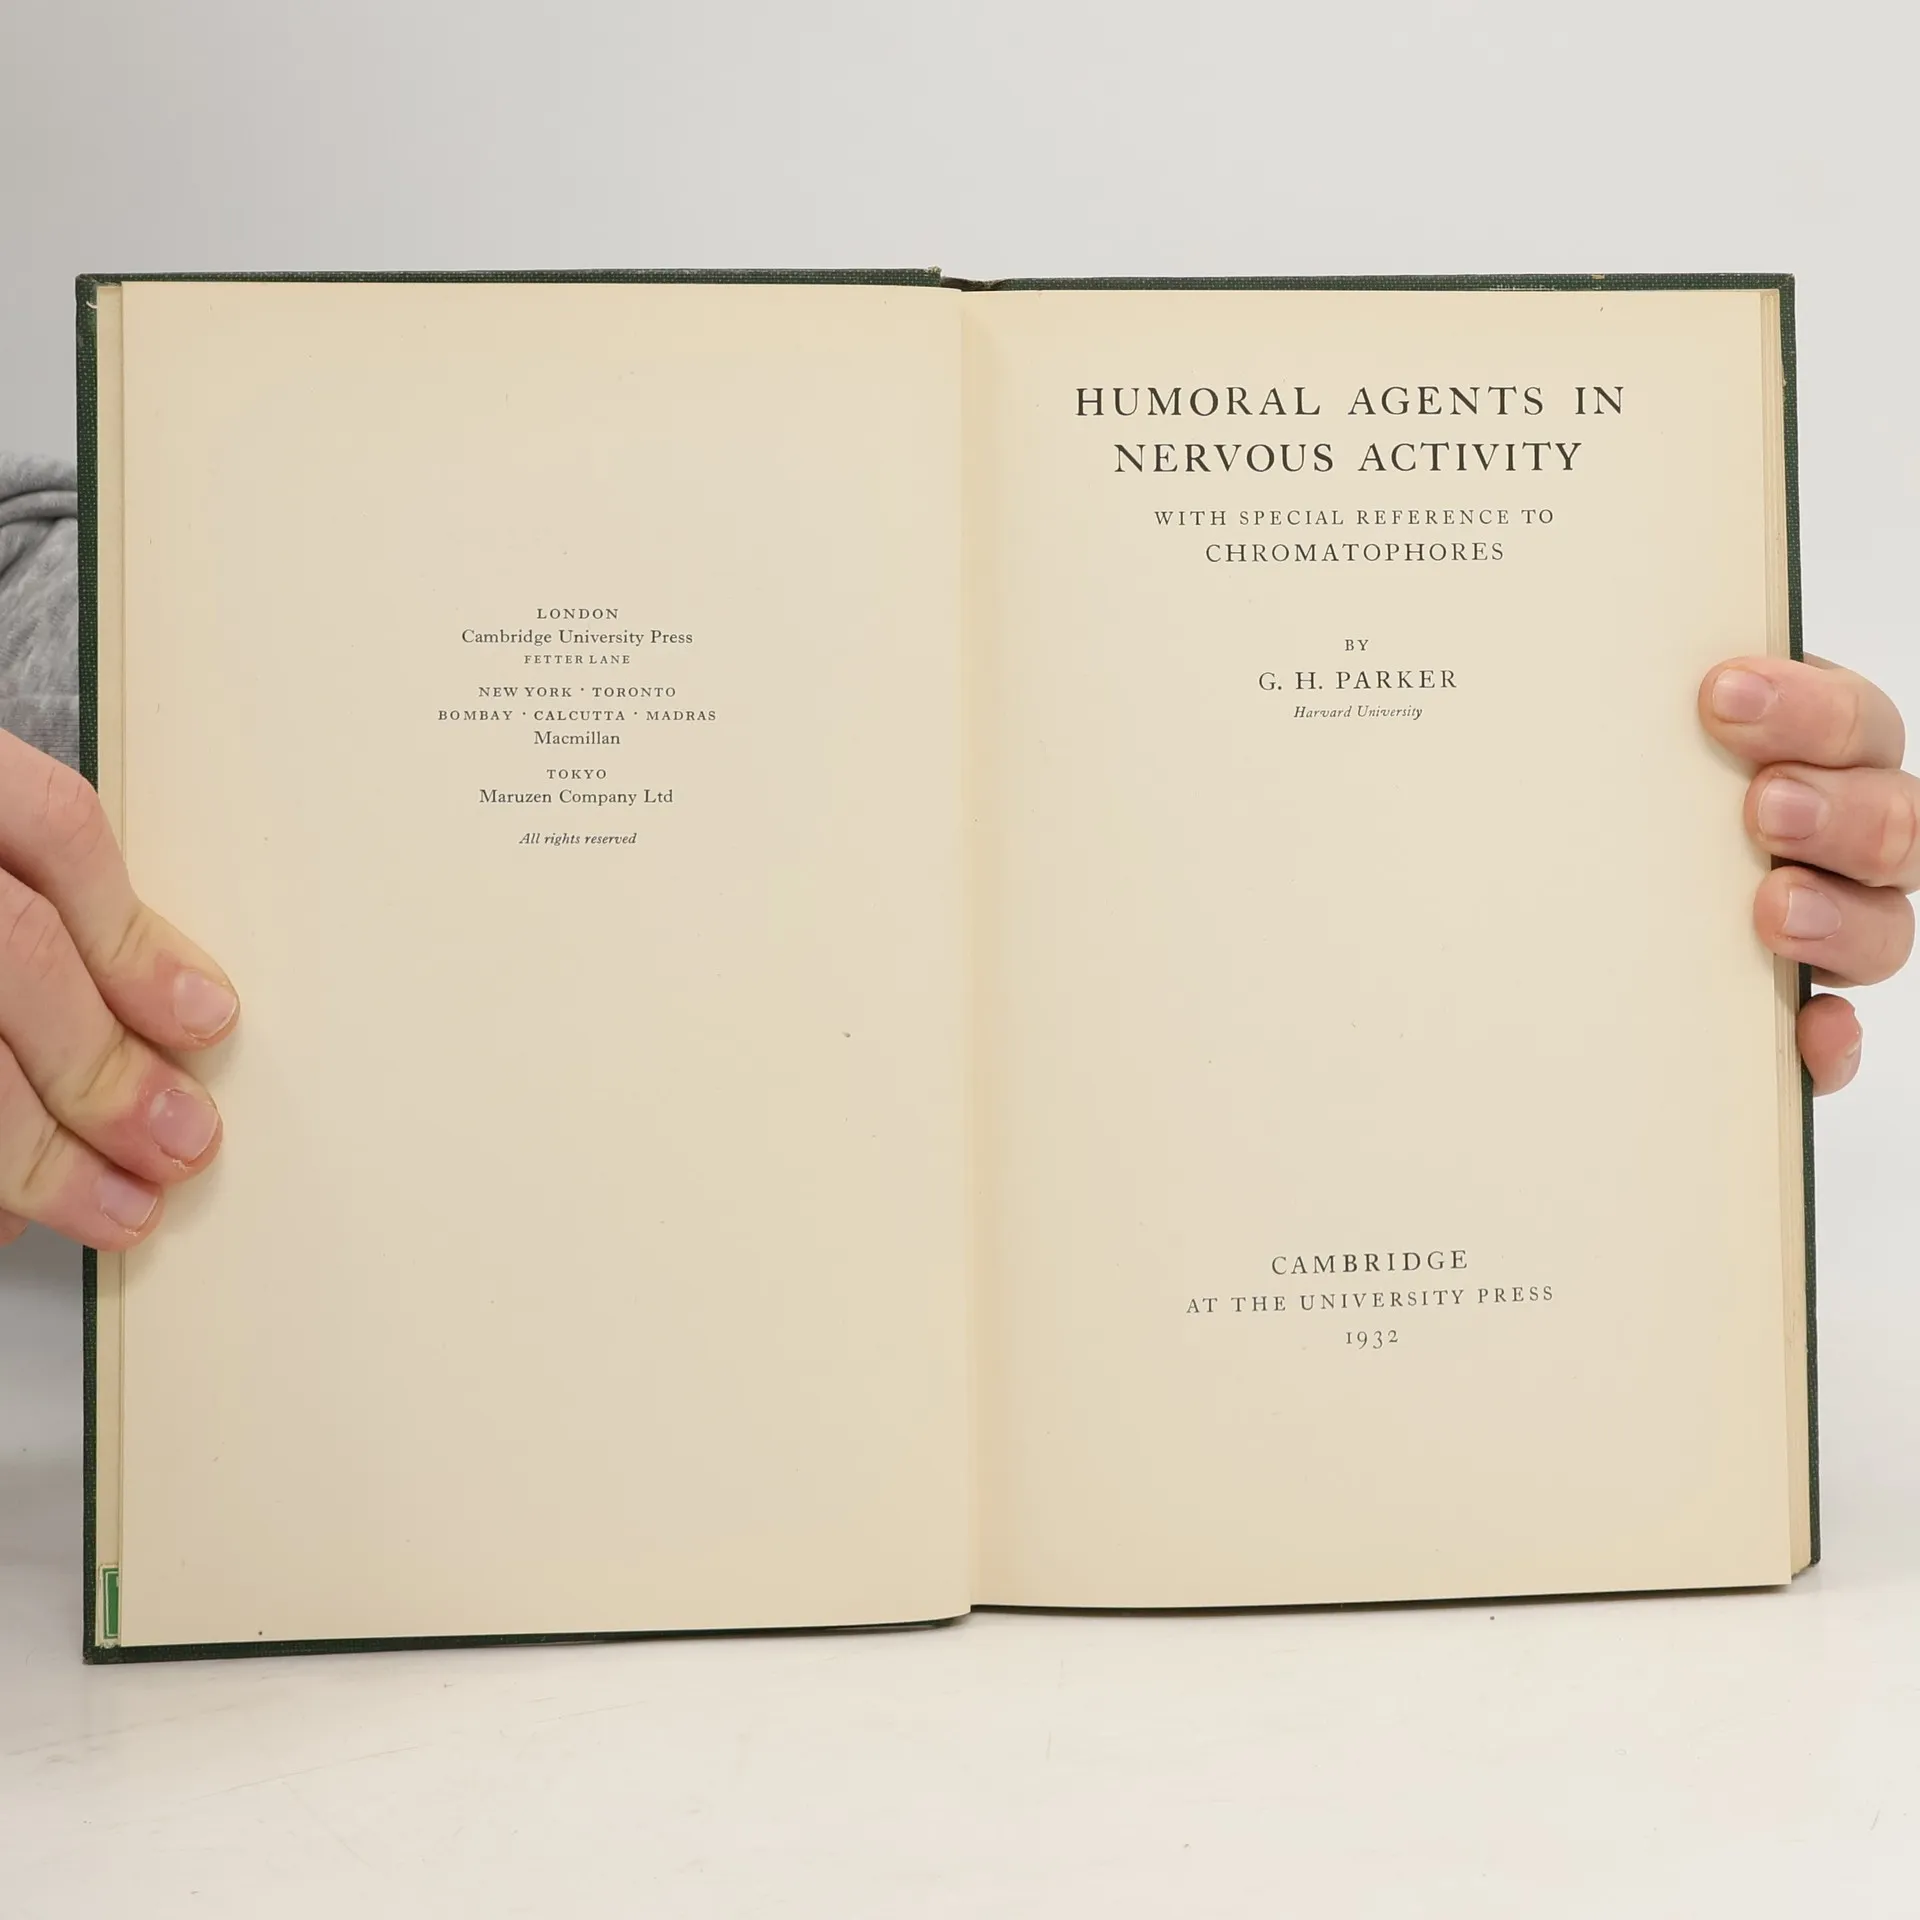 LONDON
Cambridge University Press
FETTER LANE
NEW YORK · TORONTO
BOMBAY · CALCUTTA · MADRAS
Macmillan
TOKYO
Maruzen Company Ltd
All rights reserved
HUMORAL AGENTS IN
NERVOUS ACTIVITY
WITH SPECIAL REFERENCE TO
CHROMATOPHORES
BY
G. H. PARKER
Harvard University
CAMBRIDGE
AT THE UNIVERSITY PRESS
1932